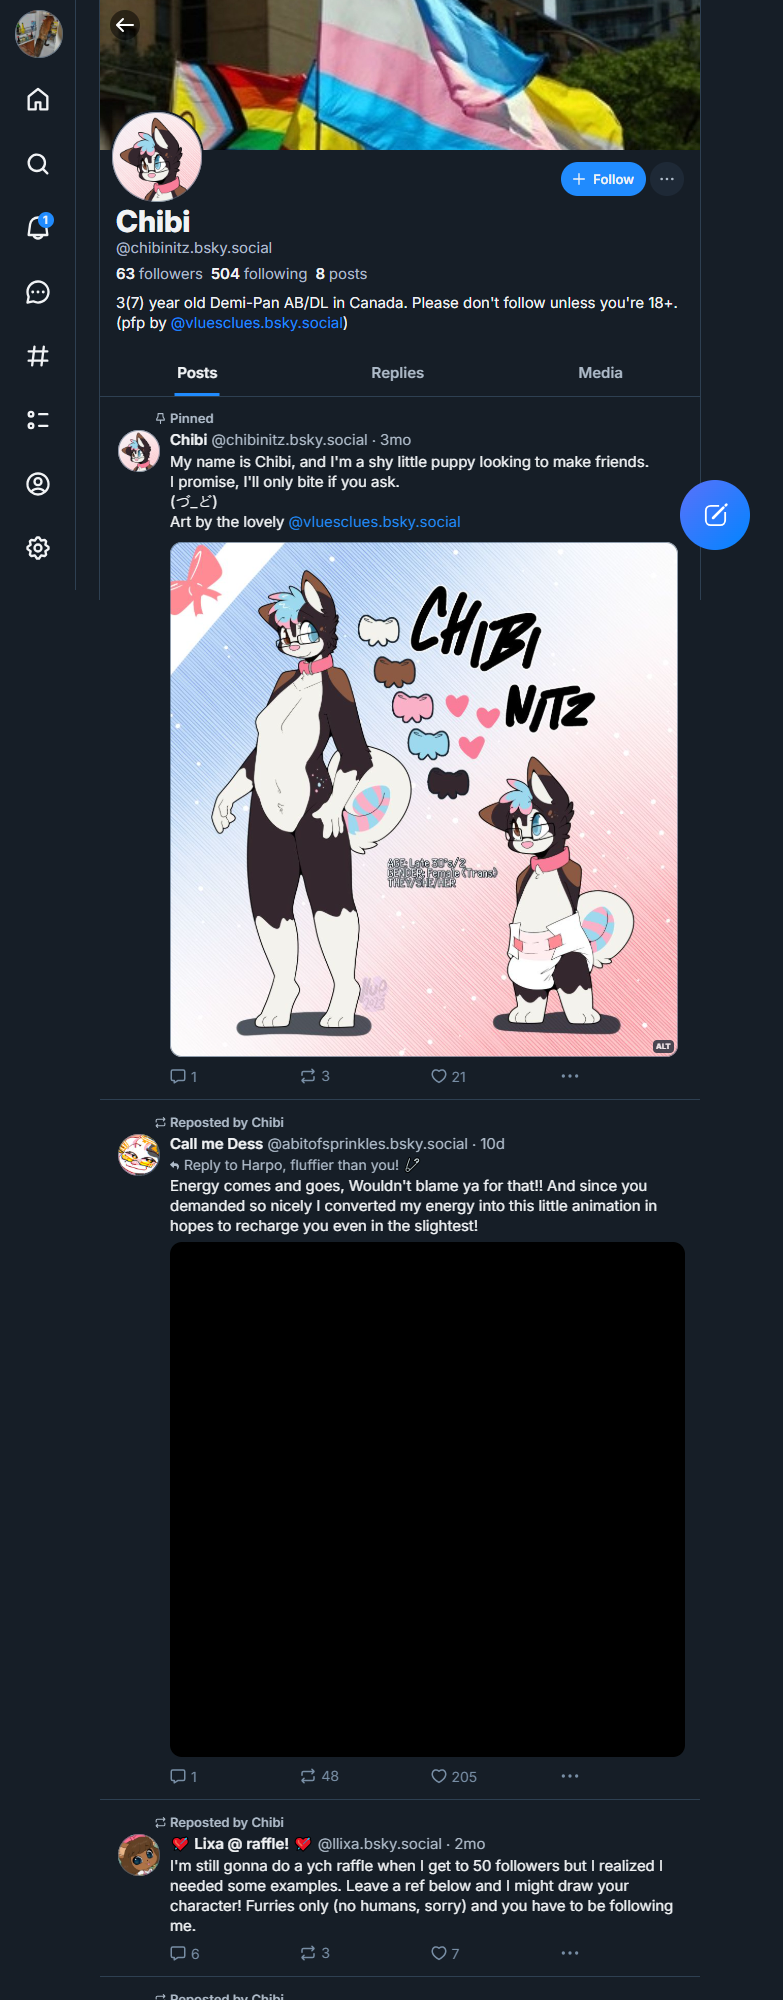 1
Follow
Chibi
@chibinitz.bsky.social
63 followers 504 following 8 posts
3(7) year old Demi-Pan AB/DL in Canada. Please don't follow unless you're 18+.
(pfp by @vluesclues.bsky.social)
Posts Replies Media
Pinned
Chibi @chibinitz.bsky.social · 3mo
My name is Chibi, and I'm a shy little puppy looking to make friends.
I promise, I'll only bite if you ask.
(づ_ど)
Art by the lovely @vluesclues.bsky.social
CHIBI
NITZ
AGE: Late 30's/2
GENDER: Female (Trans)
THEY/SHE/HER
ALT
1 3 21
Reposted by Chibi
Call me Dess @abitofsprinkles.bsky.social · 10d
Reply to Harpo, fluffier than you!
Energy comes and goes, Wouldn't blame ya for that!! And since you
demanded so nicely I converted my energy into this little animation in
hopes to recharge you even in the slightest!
1 48 205
Reposted by Chibi
Lixa @ raffle! @llixa.bsky.social · 2mo
I'm still gonna do a ych raffle when I get to 50 followers but I realized I
needed some examples. Leave a ref below and I might draw your
character! Furries only (no humans, sorry) and you have to be following
me.
6 3 7
Reposted by Chibi